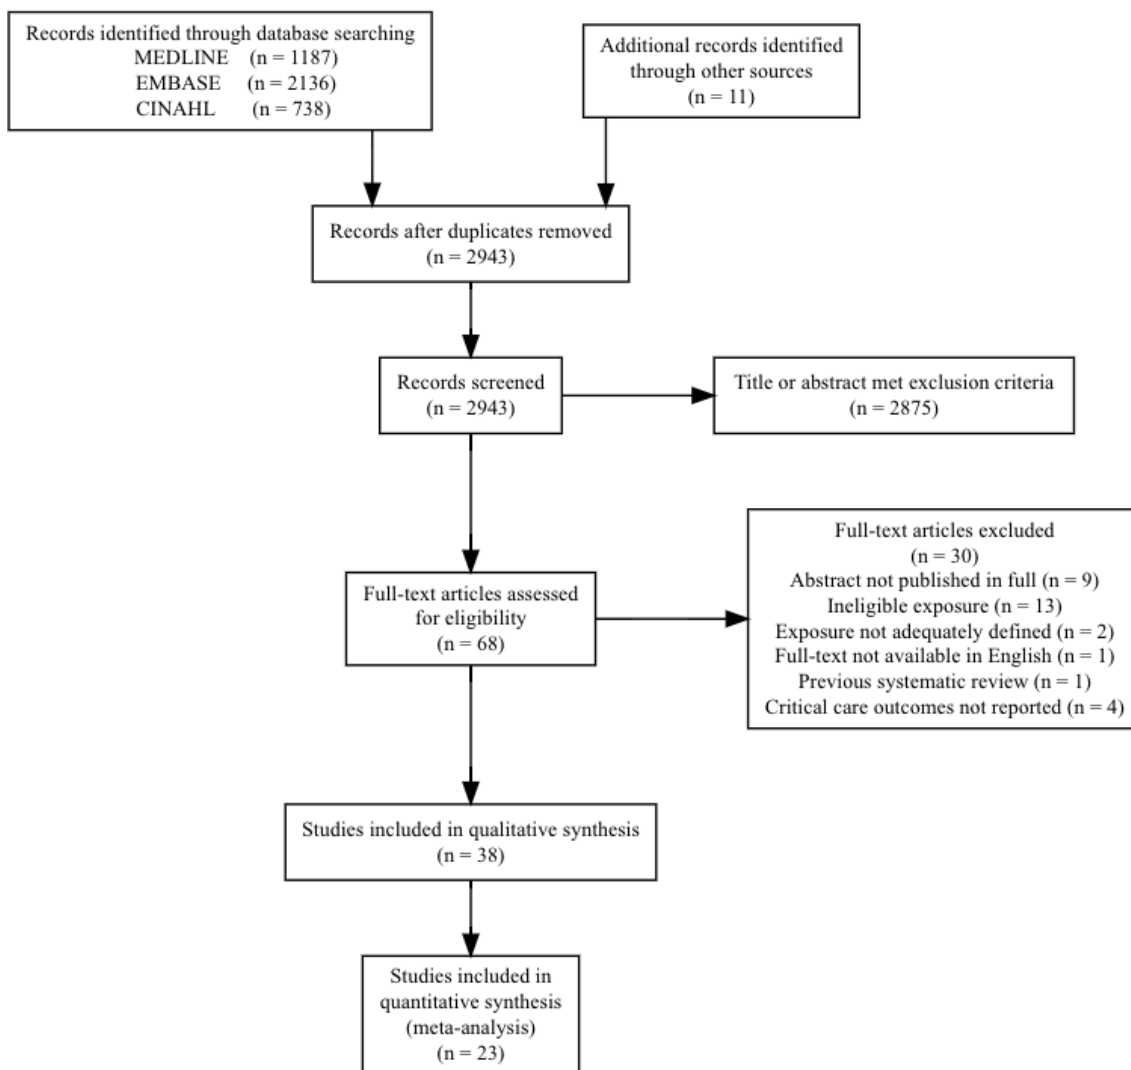 Records identified through database searching
MEDLINE (n = 1187)
EMBASE (n = 2136)
CINAHL (n = 738)
Additional records identified
through other sources
(n = 11)
Records after duplicates removed
(n = 2943)
Records screened
(n = 2943)
Title or abstract met exclusion criteria
(n = 2875)
Full-text articles assessed
for eligibility
(n = 68)
Full-text articles excluded
(n = 30)
Abstract not published in full (n = 9)
Ineligible exposure (n = 13)
Exposure not adequately defined (n = 2)
Full-text not available in English (n = 1)
Previous systematic review (n = 1)
Critical care outcomes not reported (n = 4)
Studies included in qualitative synthesis
(n = 38)
Studies included in
quantitative synthesis
(meta-analysis)
(n = 23)